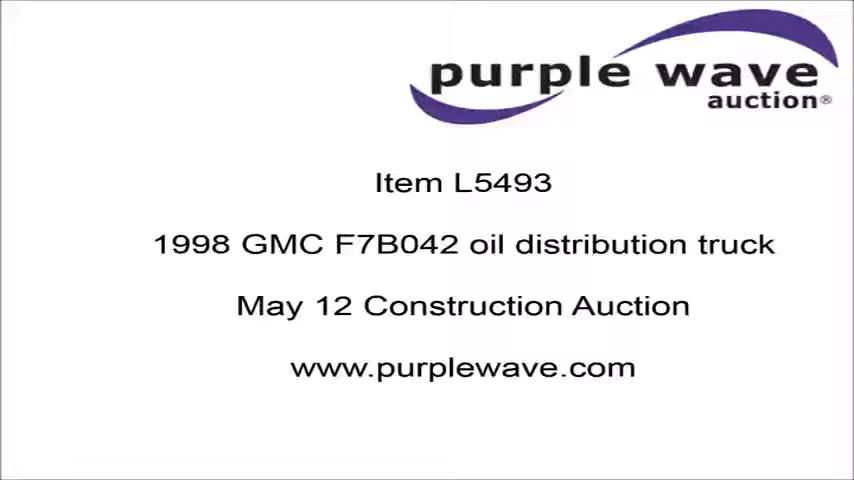 purple wave
auction®
Item L5493
1998 GMC F7B042 oil distribution truck
May 12 Construction Auction
www.purplewave.com